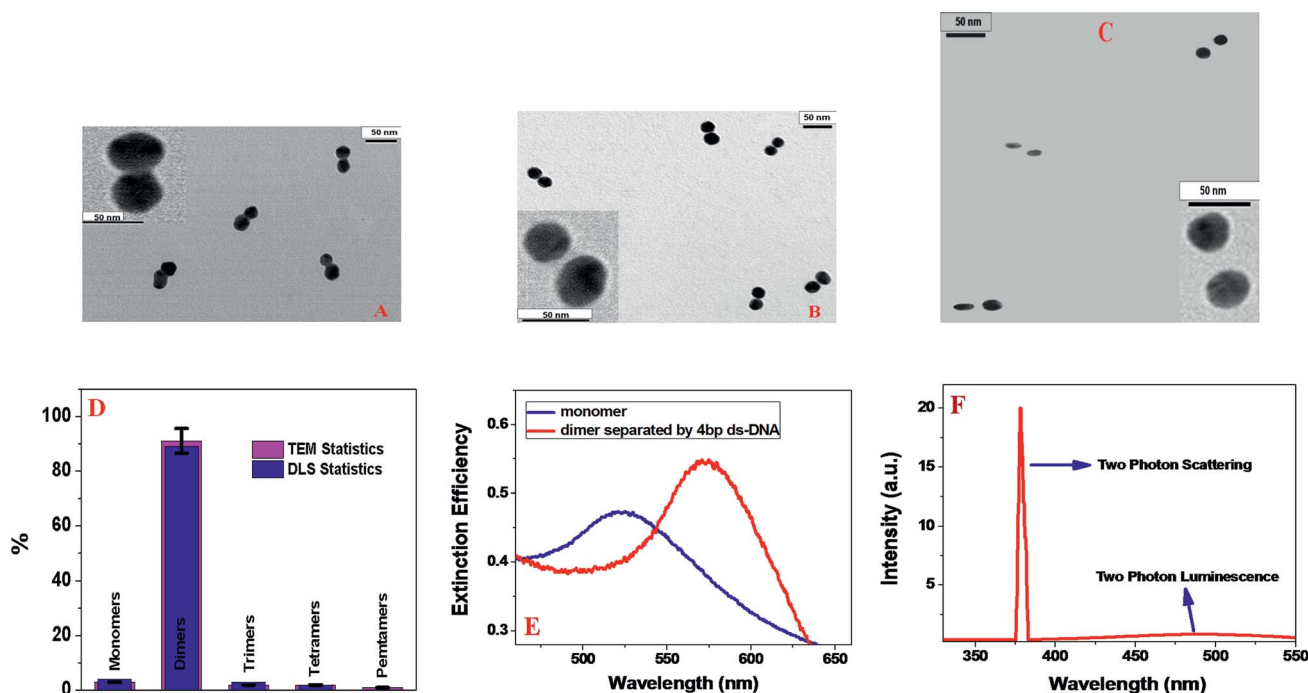 50 nm
50 nm
A
50 nm
50 nm
B
50 nm
C
50 nm
D
100
80
60
40
20
0
%
TEM Statistics
DLS Statistics
Monomers
Dimers
Trimers
Tetramers
Pemtamers
E
0.6
0.5
0.4
0.3
Extinction Efficiency
monomer
dimer separated by 4bp ds-DNA
500
550
600
650
Wavelength (nm)
F
20
15
10
5
Intensity (a.u.)
Two Photon Scattering
Two Photon Luminescence
350
400
450
500
550
Wavelength (nm)